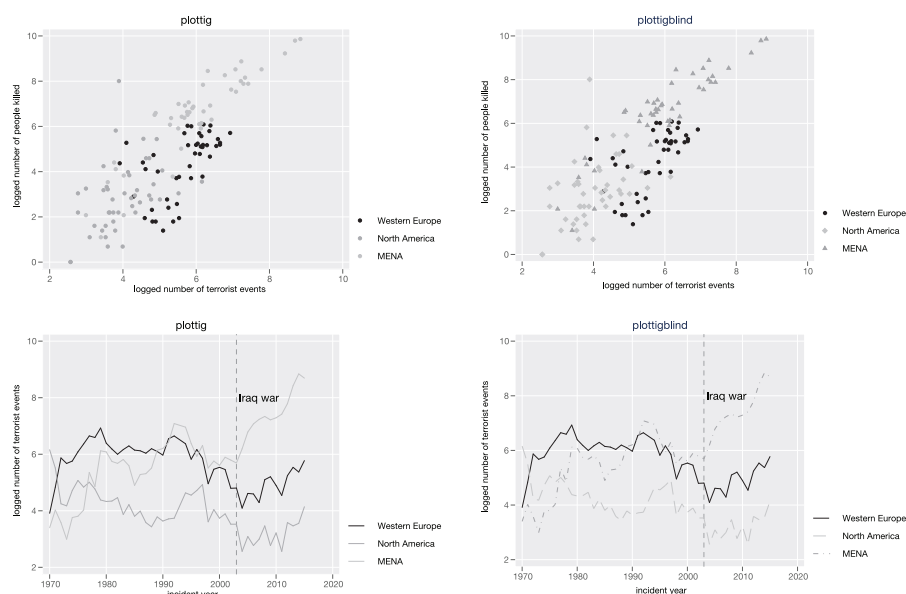 plottig
10
8
6
4
2
0
logged number of people killed
2 4 6 8 10
logged number of terrorist events
Western Europe
North America
MENA
plottigblind
10
8
6
4
2
0
logged number of people killed
2 4 6 8 10
logged number of terrorist events
Western Europe
North America
MENA
plottig
10
8
6
4
2
logged number of terrorist events
Iraq war
1970 1980 1990 2000 2010 2020
incident year
Western Europe
North America
MENA
plottigblind
10
8
6
4
2
logged number of terrorist events
Iraq war
1970 1980 1990 2000 2010 2020
incident year
Western Europe
North America
MENA